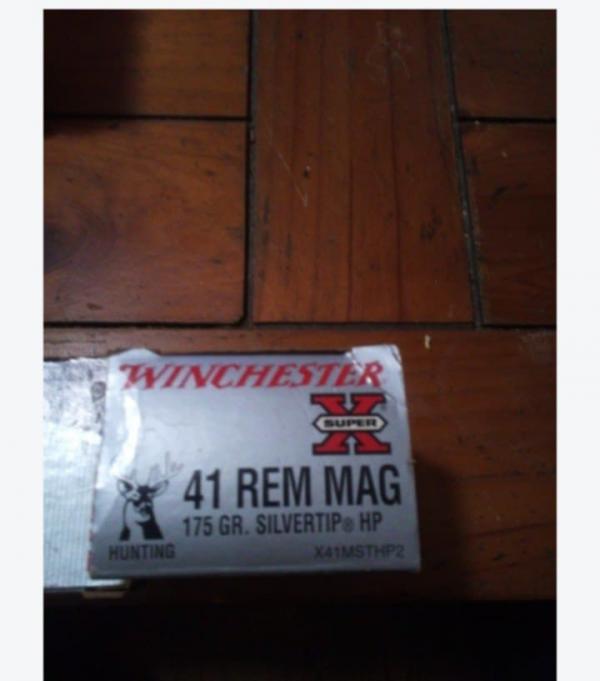 WINCHESTER
SUPER X
41 REM MAG
175 GR. SILVERTIP® HP
HUNTING X41MSTHP2